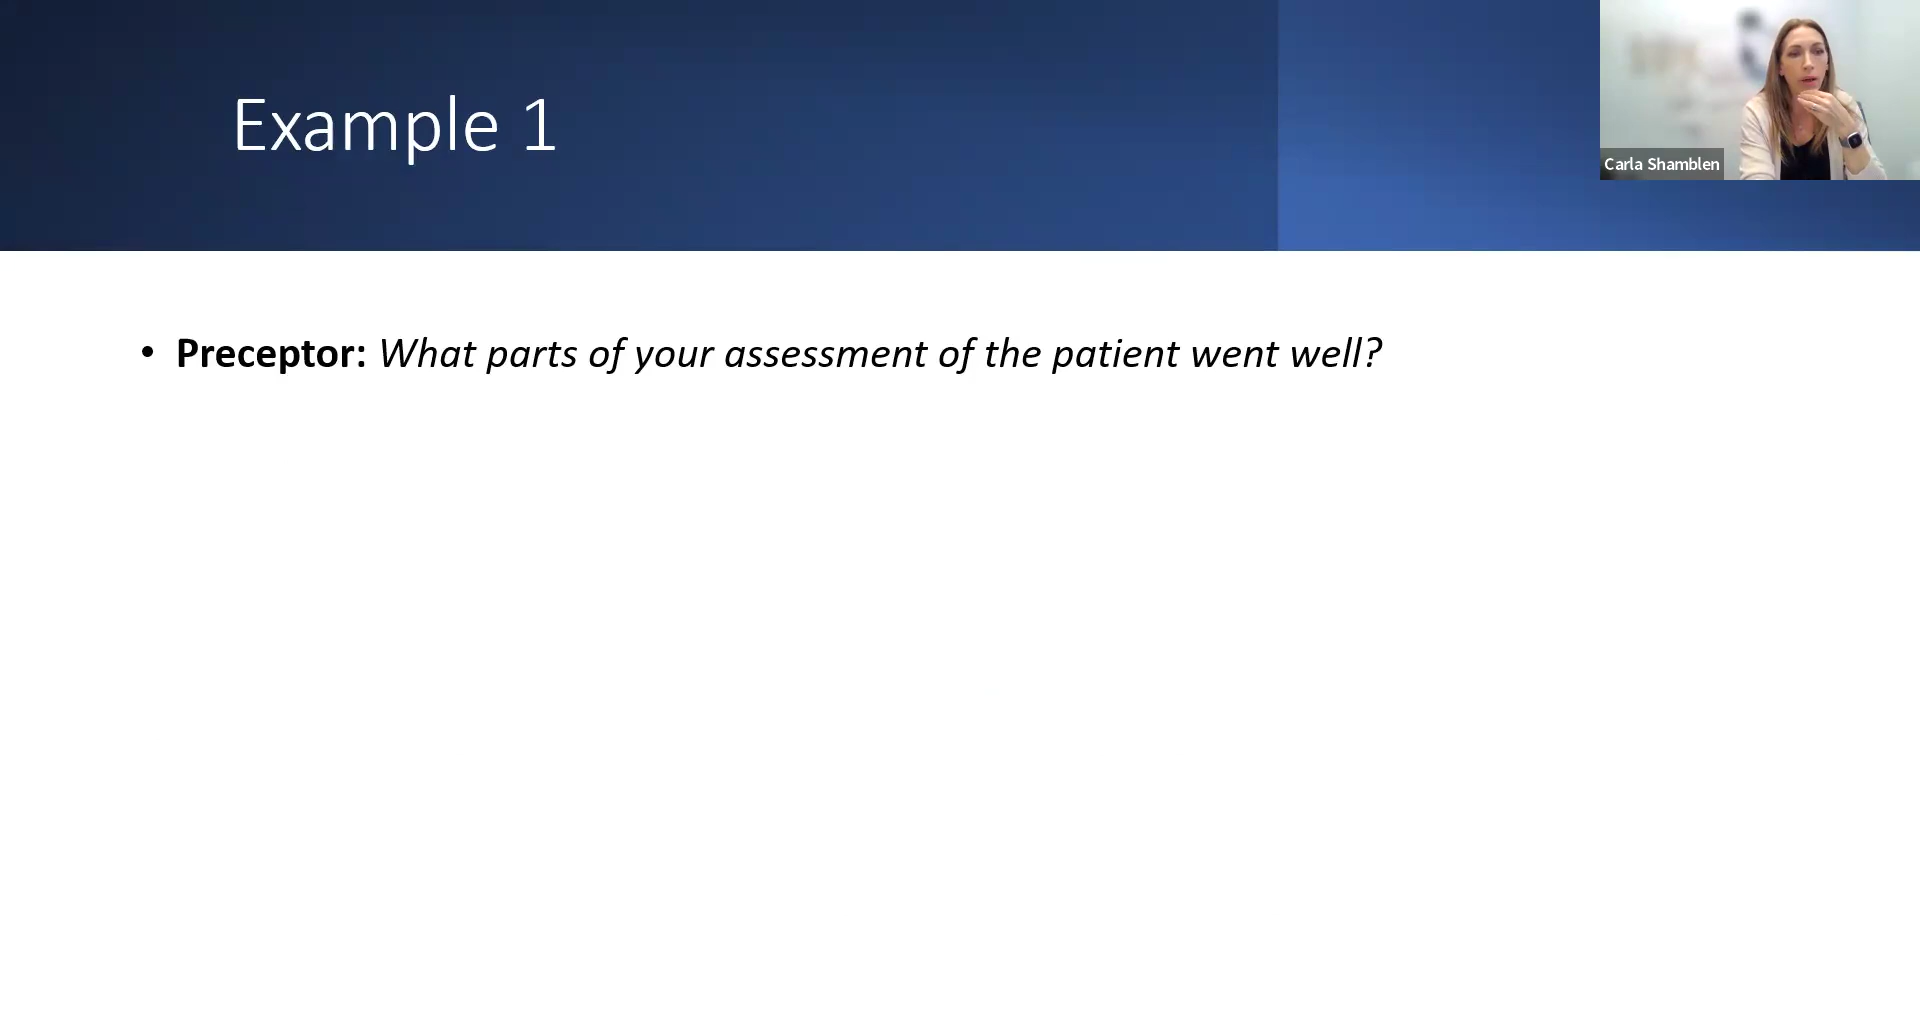 Example 1
Carla Shamblen
• Preceptor: What parts of your assessment of the patient went well?